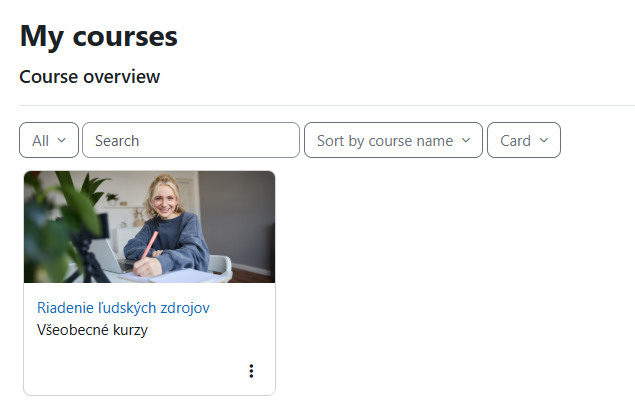 My courses
Course overview
All
Search
Sort by course name
Card
Riadenie ľudských zdrojov
Všeobecné kurzy